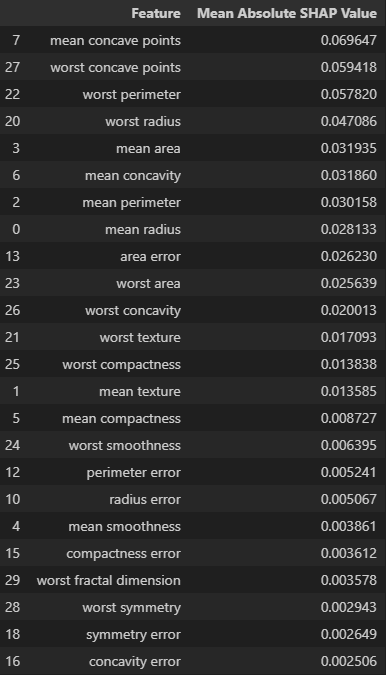 Feature Mean Absolute SHAP Value
7 mean concave points 0.069647
27 worst concave points 0.059418
22 worst perimeter 0.057820
20 worst radius 0.047086
3 mean area 0.031935
6 mean concavity 0.031860
2 mean perimeter 0.030158
0 mean radius 0.028133
13 area error 0.026230
23 worst area 0.025639
26 worst concavity 0.020013
21 worst texture 0.017093
25 worst compactness 0.013838
1 mean texture 0.013585
5 mean compactness 0.008727
24 worst smoothness 0.006395
12 perimeter error 0.005241
10 radius error 0.005067
4 mean smoothness 0.003861
15 compactness error 0.003612
29 worst fractal dimension 0.003578
28 worst symmetry 0.002943
18 symmetry error 0.002649
16 concavity error 0.002506